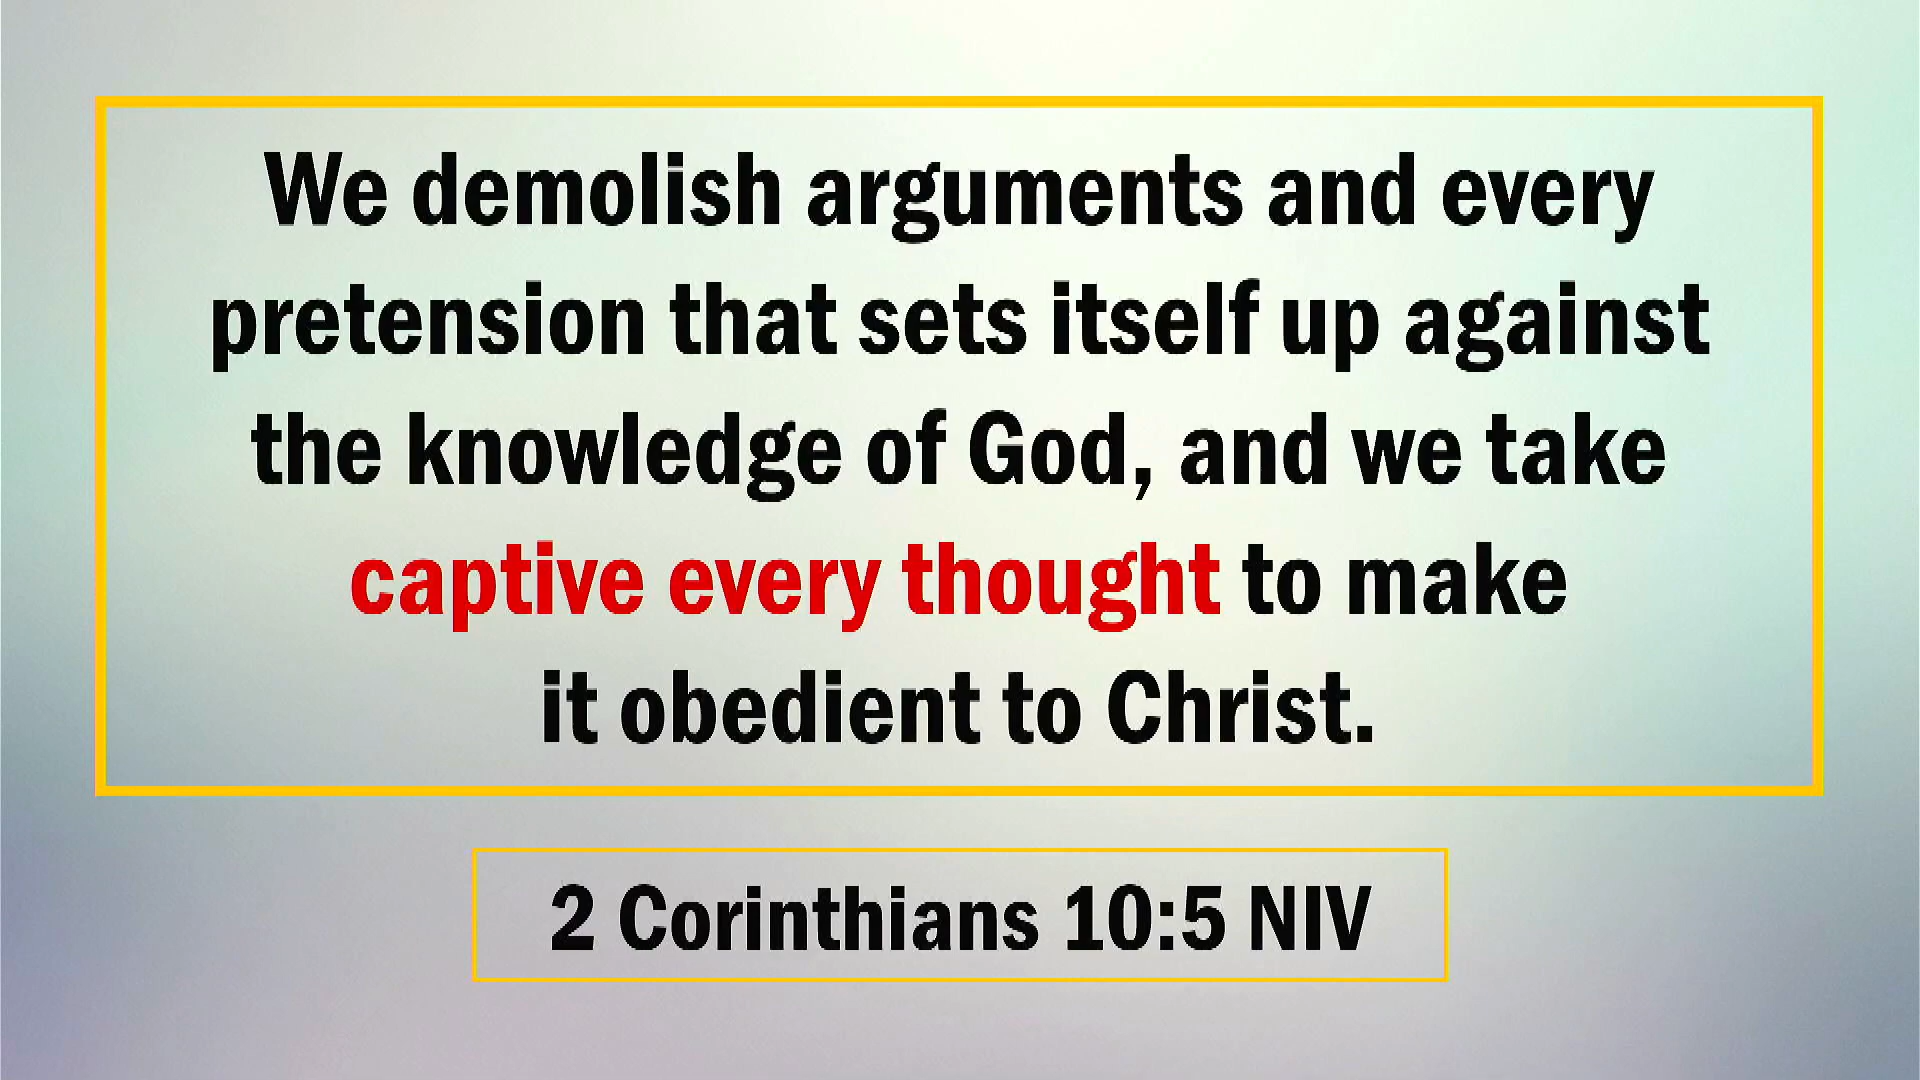 We demolish arguments and every
pretension that sets itself up against
the knowledge of God, and we take
captive every thought to make
it obedient to Christ.
2 Corinthians 10:5 NIV